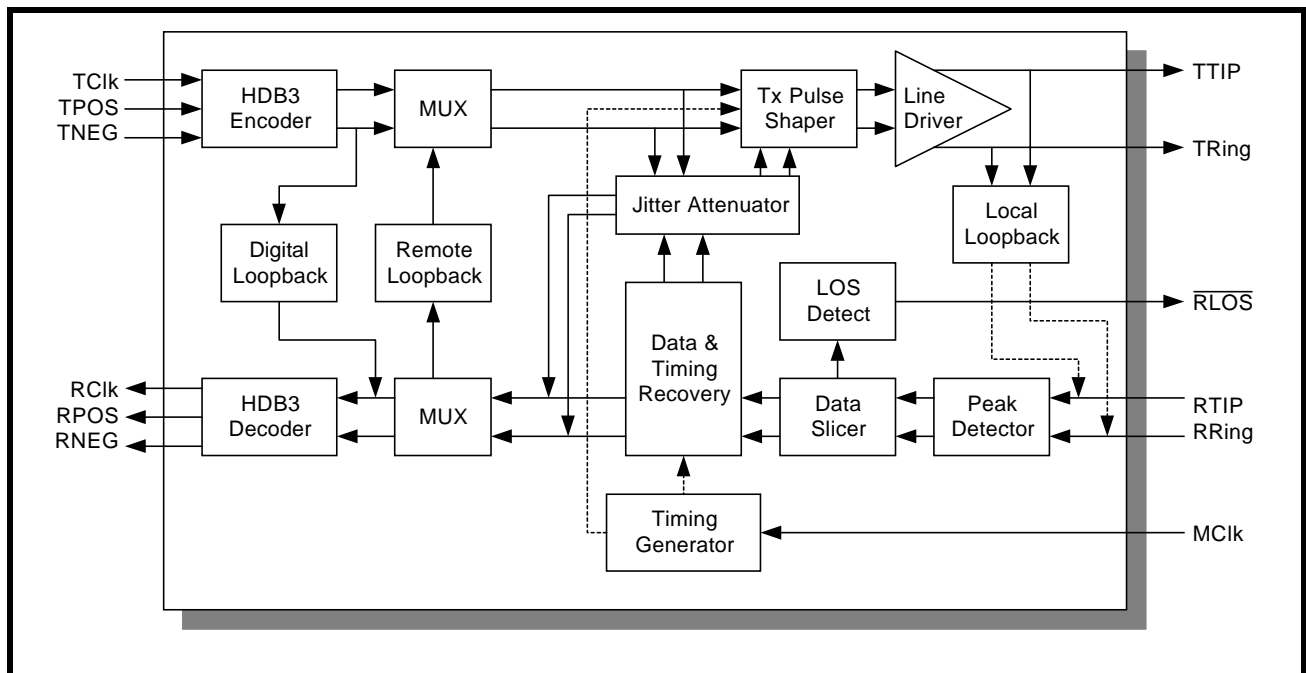 TClk
TPOS
TNEG
HDB3
Encoder
MUX
Tx Pulse
Shaper
Line
Driver
TTIP
TRing
Jitter Attenuator
Local
Loopback
Digital
Loopback
Remote
Loopback
LOS
Detect
RLOS
Data &
Timing
Recovery
RClk
RPOS
RNEG
HDB3
Decoder
MUX
Data
Slicer
Peak
Detector
RTIP
RRing
Timing
Generator
MClk